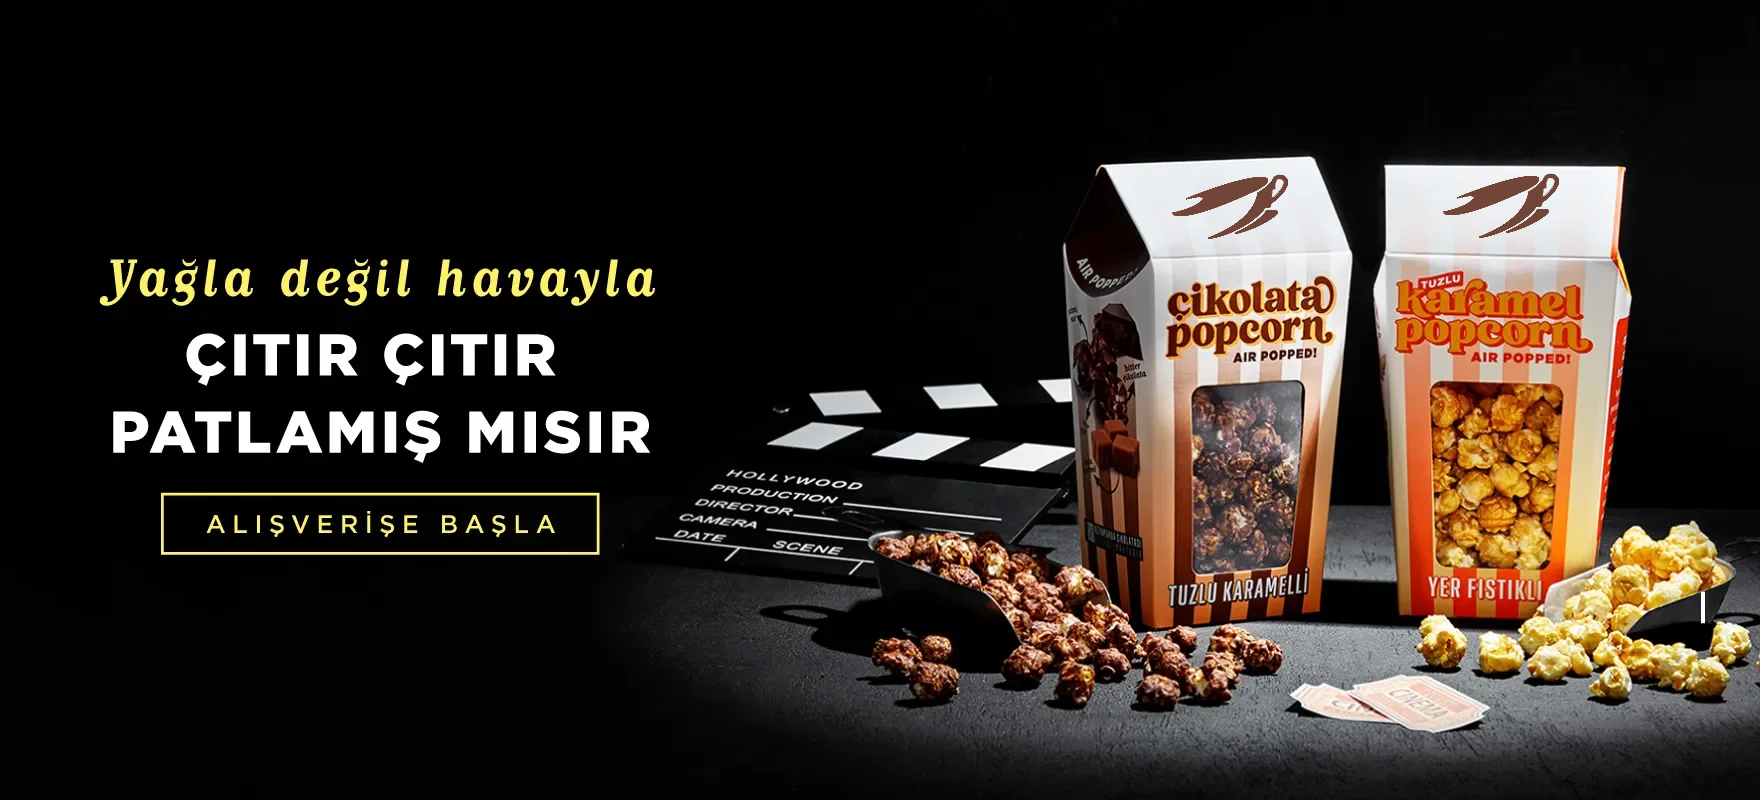 Yağla değil havayla
ÇITIR ÇITIR
PATLAMIŞ MISIR
ALIŞVERİŞE BAŞLA
HOLLYWOOD
PRODUCTION
DIRECTOR
CAMERA
DATE SCENE
AIR POPPED!
bitter
çikolata
çikolata
popcorn
AIR POPPED!
TUZLU KARAMELLİ
TUZLU
karamel
popcorn
AIR POPPED!
YER FISTIKLI
CINEMA